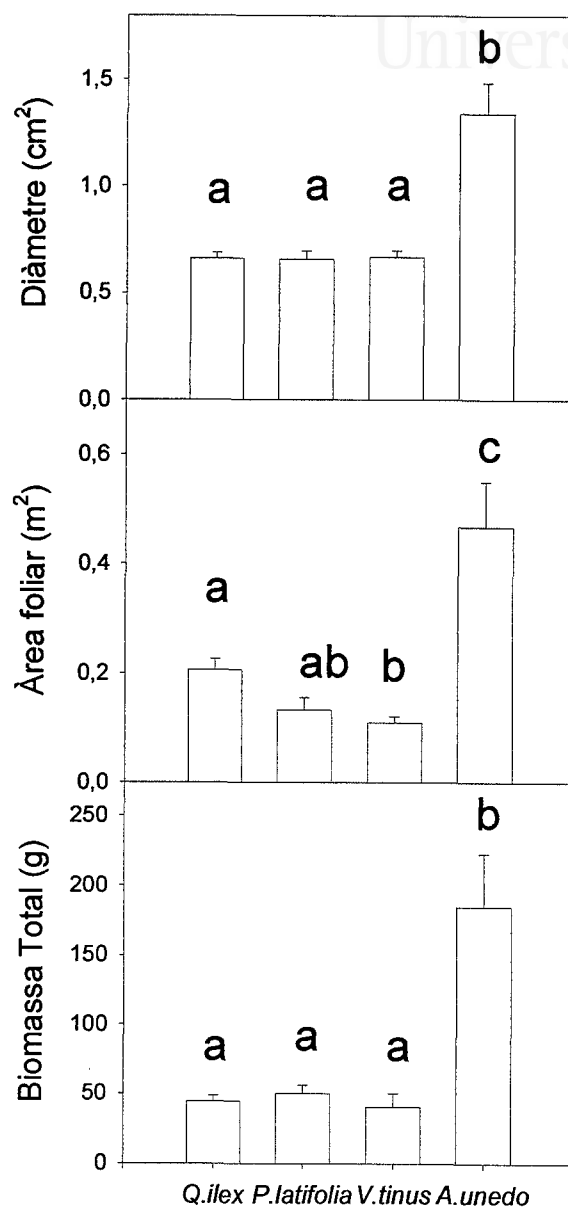 Univers
b
1,5
Diàmetre (cm²)
a a a
1,0
0,5
0,0
0,6
c
Àrea foliar (m²)
0,4
a
ab b
0,2
0,0
250
b
Biomassa Total (g)
200
150
100
a a a
50
0
Q.ilex P.latifolia V.tinus A.unedo